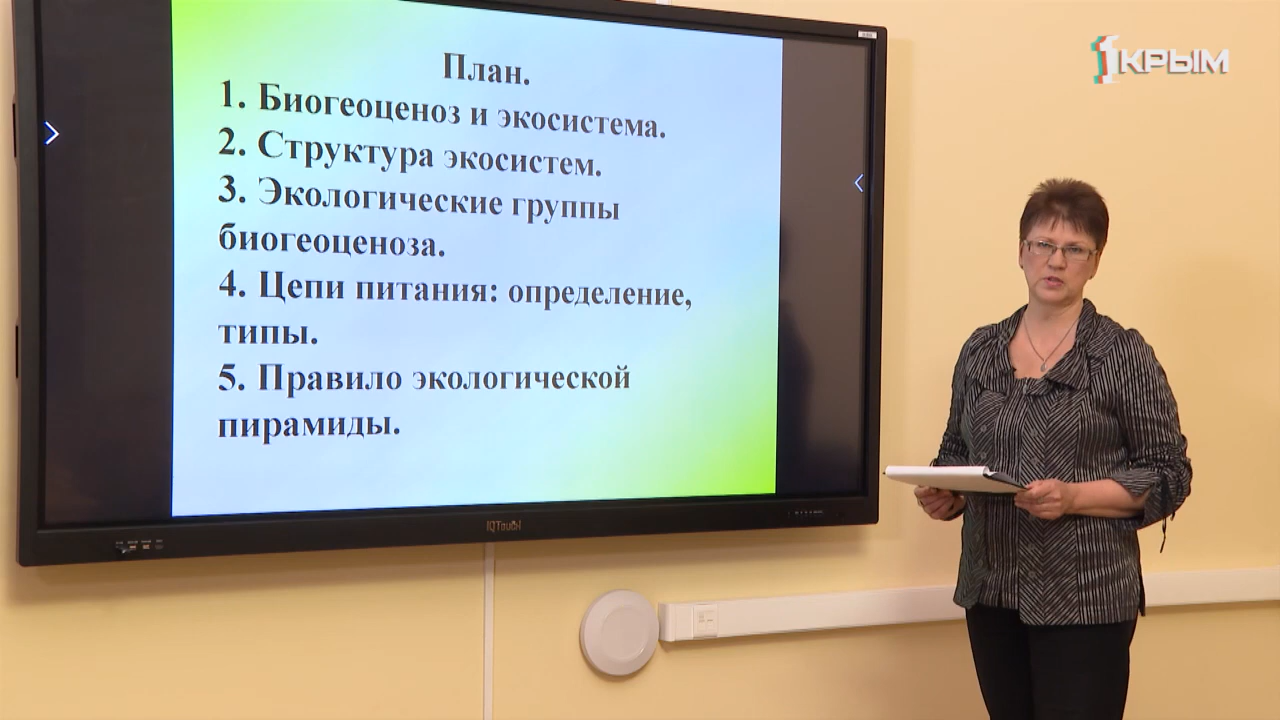 План.
1. Биогеоценоз и экосистема.
2. Структура экосистем.
3. Экологические группы
биогеоценоза.
4. Цепи питания: определение,
типы.
5. Правило экологической
пирамиды.
1КРЫМ
IQTouch